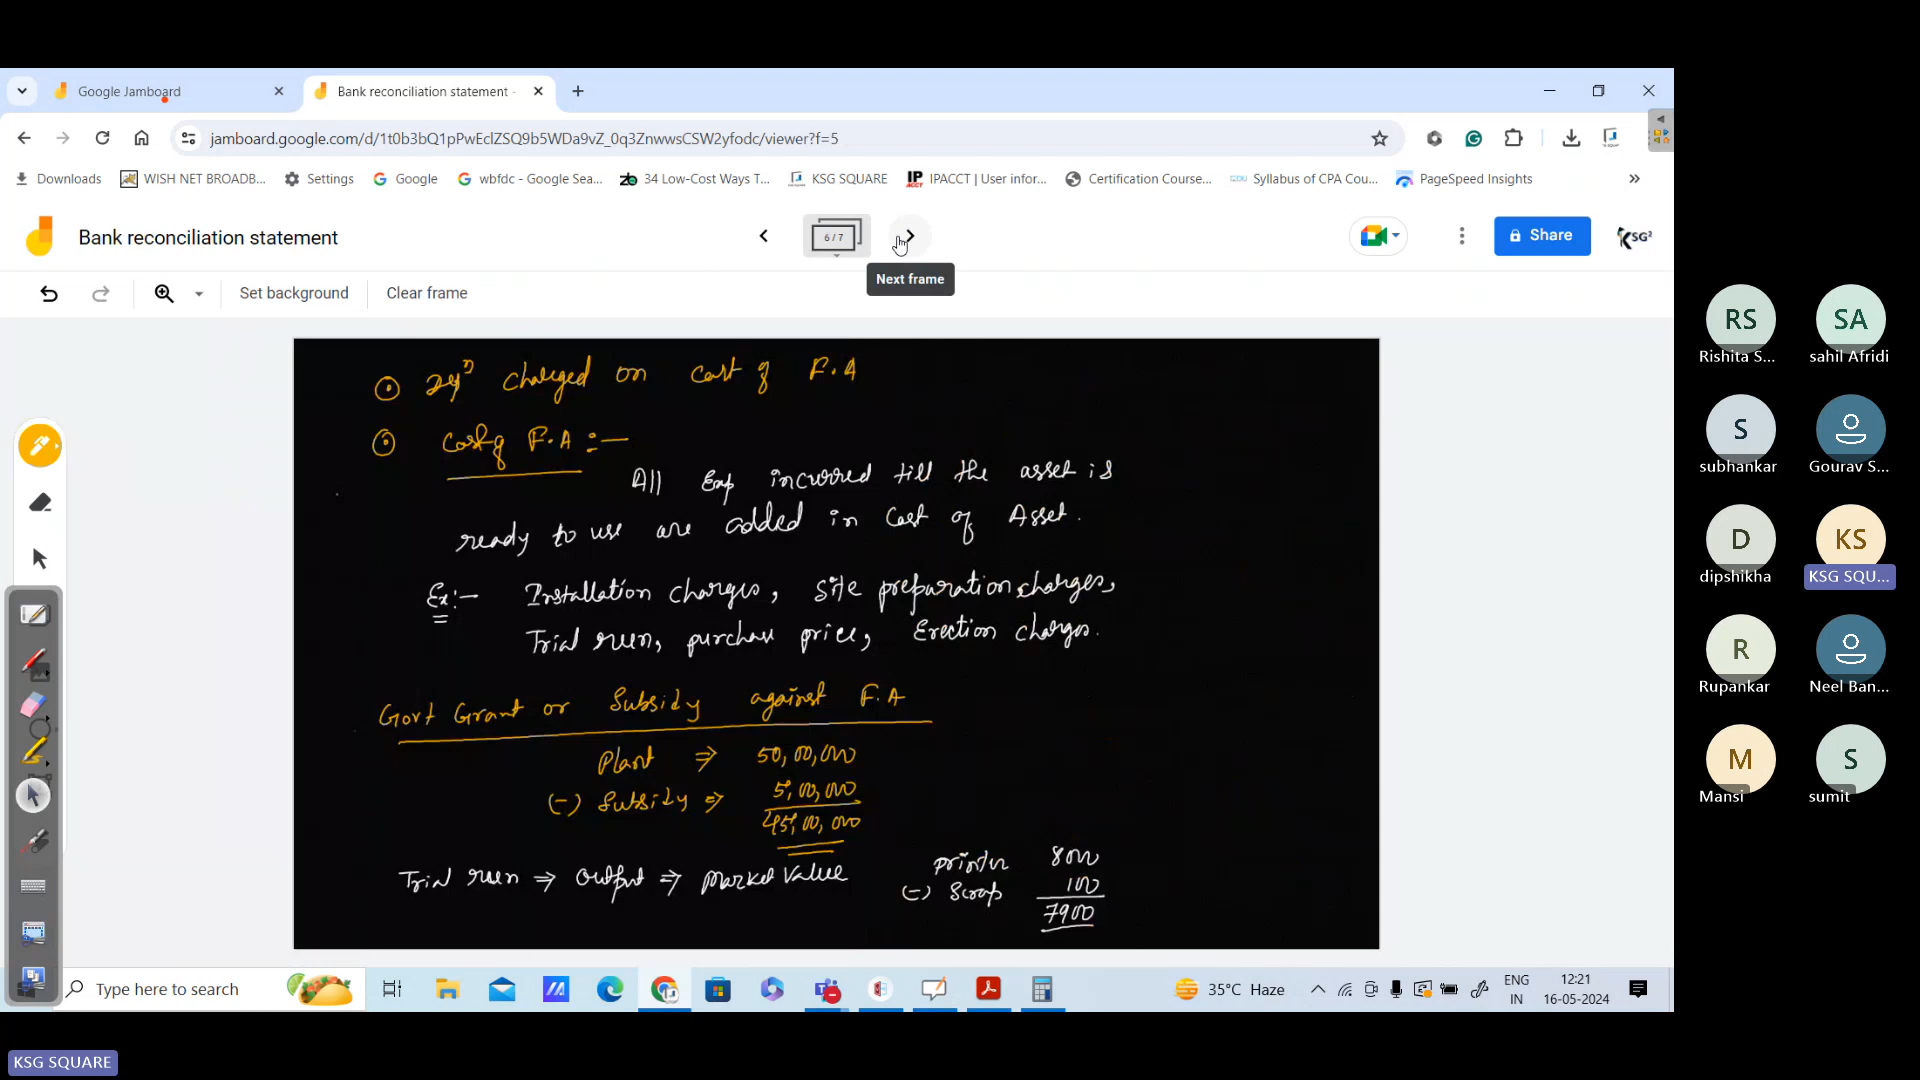 Google Jamboard
Bank reconciliation statement -
jamboard.google.com/d/1t0b3bQ1pPwEclZSQ9b5WDa9vZ_0q3ZnwwsCSW2yfodc/viewer?f=5
Downloads WISH NET BROADB... Settings Google wbfdc - Google Sea... 34 Low-Cost Ways T... KSG SQUARE IPACCT | User infor... Certification Course... Syllabus of CPA Cou... PageSpeed Insights
Bank reconciliation statement
6 / 7
Share
KSG²
Next frame
Set background Clear frame
charged on cost of F.A
Cost of F.A :-
All Exp incurred till the asset is
ready to use are added in Cost of Asset.
Ex:- Installation charges, Site preparation charges,
Trial run, purchase price, Erection charges.
Govt Grant or Subsidy against F.A
Plant ⇒ 50,00,000
(-) Subsidy ⇒ 5,00,000
45,00,000
Trial run ⇒ output ⇒ Market Value
printer 8000
(-) Scrap 100
7900
RS SA
Rishita S... sahil Afridi
S
subhankar Gourav S...
D KS
dipshikha KSG SQU...
R
Rupankar Neel Ban...
M S
Mansi sumit
Type here to search
35°C Haze
ENG
IN
12:21
16-05-2024
KSG SQUARE